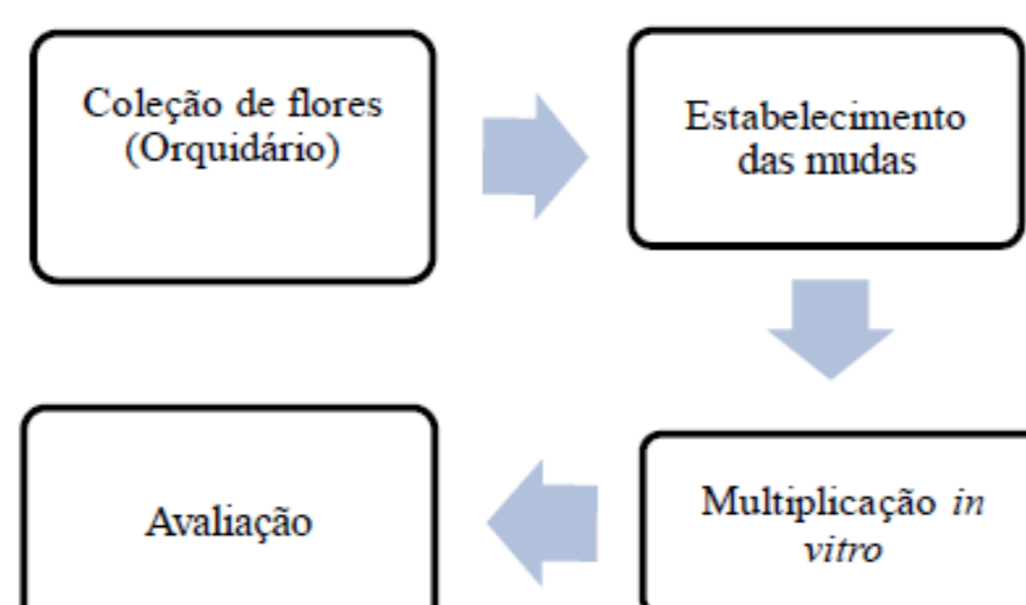 Coleção de flores
(Orquidário)
Estabelecimento
das mudas
Multiplicação in
vitro
Avaliação